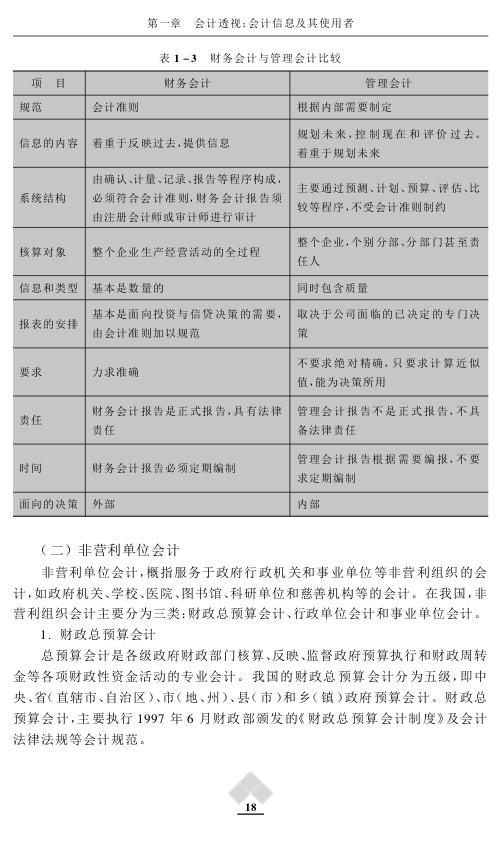 第一章　会计透视:会计信息及其使用者
表 1－3　财务会计与管理会计比较
项　目　财务会计　管理会计
规范　会计准则　根据内部需要制定
信息的内容　着重于反映过去,提供信息　规划未来,控制现在和评价过去。
着重于规划未来
系统结构　由确认、计量、记录、报告等程序构成,
必须符合会计准则,财务会计报告须
由注册会计师或审计师进行审计
主要通过预测、计划、预算、评估、比
较等程序,不受会计准则制约
核算对象　整个企业生产经营活动的全过程　整个企业,个别分部、分部门甚至责
任人
信息和类型　基本是数量的　同时包含质量
报表的安排　基本是面向投资与信贷决策的需要,
由会计准则加以规范
取决于公司面临的已决定的专门决
策
要求　力求准确　不要求绝对精确,只要求计算近似
值,能为决策所用
责任　财务会计报告是正式报告,具有法律
责任
管理会计报告不是正式报告,不具
备法律责任
时间　财务会计报告必须定期编制　管理会计报告根据需要编报,不要
求定期编制
面向的决策　外部　内部
（二）非营利单位会计
非营利单位会计,概指服务于政府行政机关和事业单位等非营利组织的会
计,如政府机关、学校、医院、图书馆、科研单位和慈善机构等的会计。在我国,非
营利组织会计主要分为三类:财政总预算会计、行政单位会计和事业单位会计。
1. 财政总预算会计
总预算会计是各级政府财政部门核算、反映、监督政府预算执行和财政周转
金等各项财政性资金活动的专业会计。我国的财政总预算会计分为五级,即中
央、省(直辖市、自治区)、市(地、州)、县(市)和乡(镇)政府预算会计。财政总
预算会计,主要执行 1997 年 6 月财政部颁发的《财政总预算会计制度》及会计
法律法规等会计规范。
18